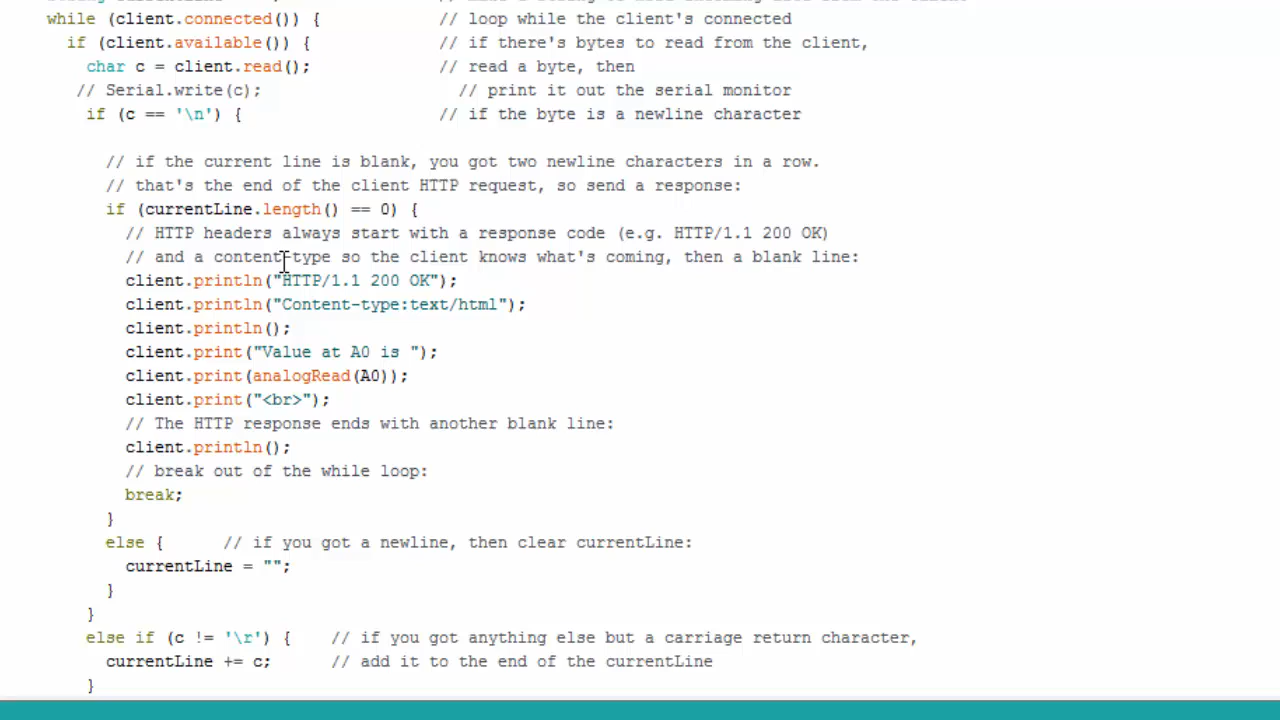 while (client.connected()) {            // loop while the client's connected
  if (client.available()) {             // if there's bytes to read from the client,
    char c = client.read();             // read a byte, then
   // Serial.write(c);                    // print it out the serial monitor
    if (c == '\n') {                    // if the byte is a newline character
      // if the current line is blank, you got two newline characters in a row.
      // that's the end of the client HTTP request, so send a response:
      if (currentLine.length() == 0) {
        // HTTP headers always start with a response code (e.g. HTTP/1.1 200 OK)
        // and a content-type so the client knows what's coming, then a blank line:
        client.println("HTTP/1.1 200 OK");
        client.println("Content-type:text/html");
        client.println();
        client.print("Value at A0 is ");
        client.print(analogRead(A0));
        client.print("<br>");
        // The HTTP response ends with another blank line:
        client.println();
        // break out of the while loop:
        break;
      }
      else {      // if you got a newline, then clear currentLine:
        currentLine = "";
      }
    }
    else if (c != '\r') {    // if you got anything else but a carriage return character,
      currentLine += c;      // add it to the end of the currentLine
    }